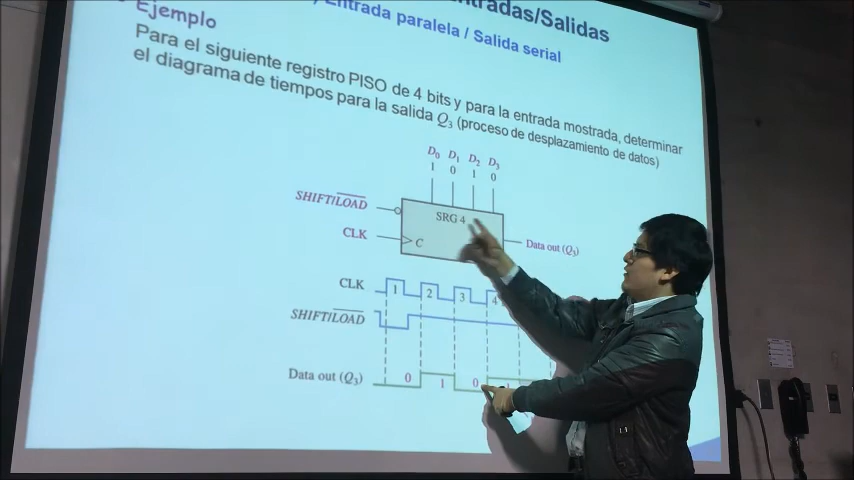 Ejemplo
Entrada paralela / Salida serial
Entradas/Salidas
Para el siguiente registro PISO de 4 bits y para la entrada mostrada, determinar
el diagrama de tiempos para la salida Q3 (proceso de desplazamiento de datos)
D0 D1 D2 D3
1 0 1 0
SHIFT/LOAD
SRG 4
CLK
C
Data out (Q3)
CLK
1 2 3 4
SHIFT/LOAD
Data out (Q3)
0 1 0 1